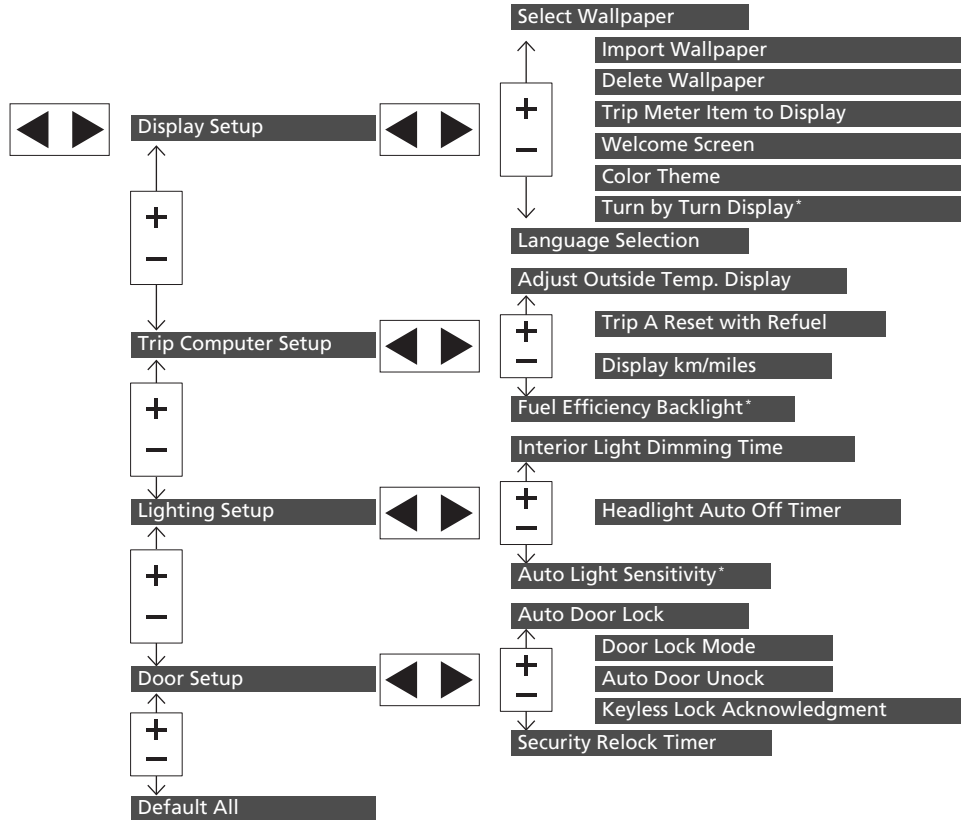 Select Wallpaper
Import Wallpaper
Delete Wallpaper
Trip Meter Item to Display
Display Setup
Welcome Screen
Color Theme
Turn by Turn Display*
Language Selection
Adjust Outside Temp. Display
Trip A Reset with Refuel
Trip Computer Setup
Display km/miles
Fuel Efficiency Backlight*
Interior Light Dimming Time
Lighting Setup
Headlight Auto Off Timer
Auto Light Sensitivity*
Auto Door Lock
Door Lock Mode
Door Setup
Auto Door Unock
Keyless Lock Acknowledgment
Security Relock Timer
Default All